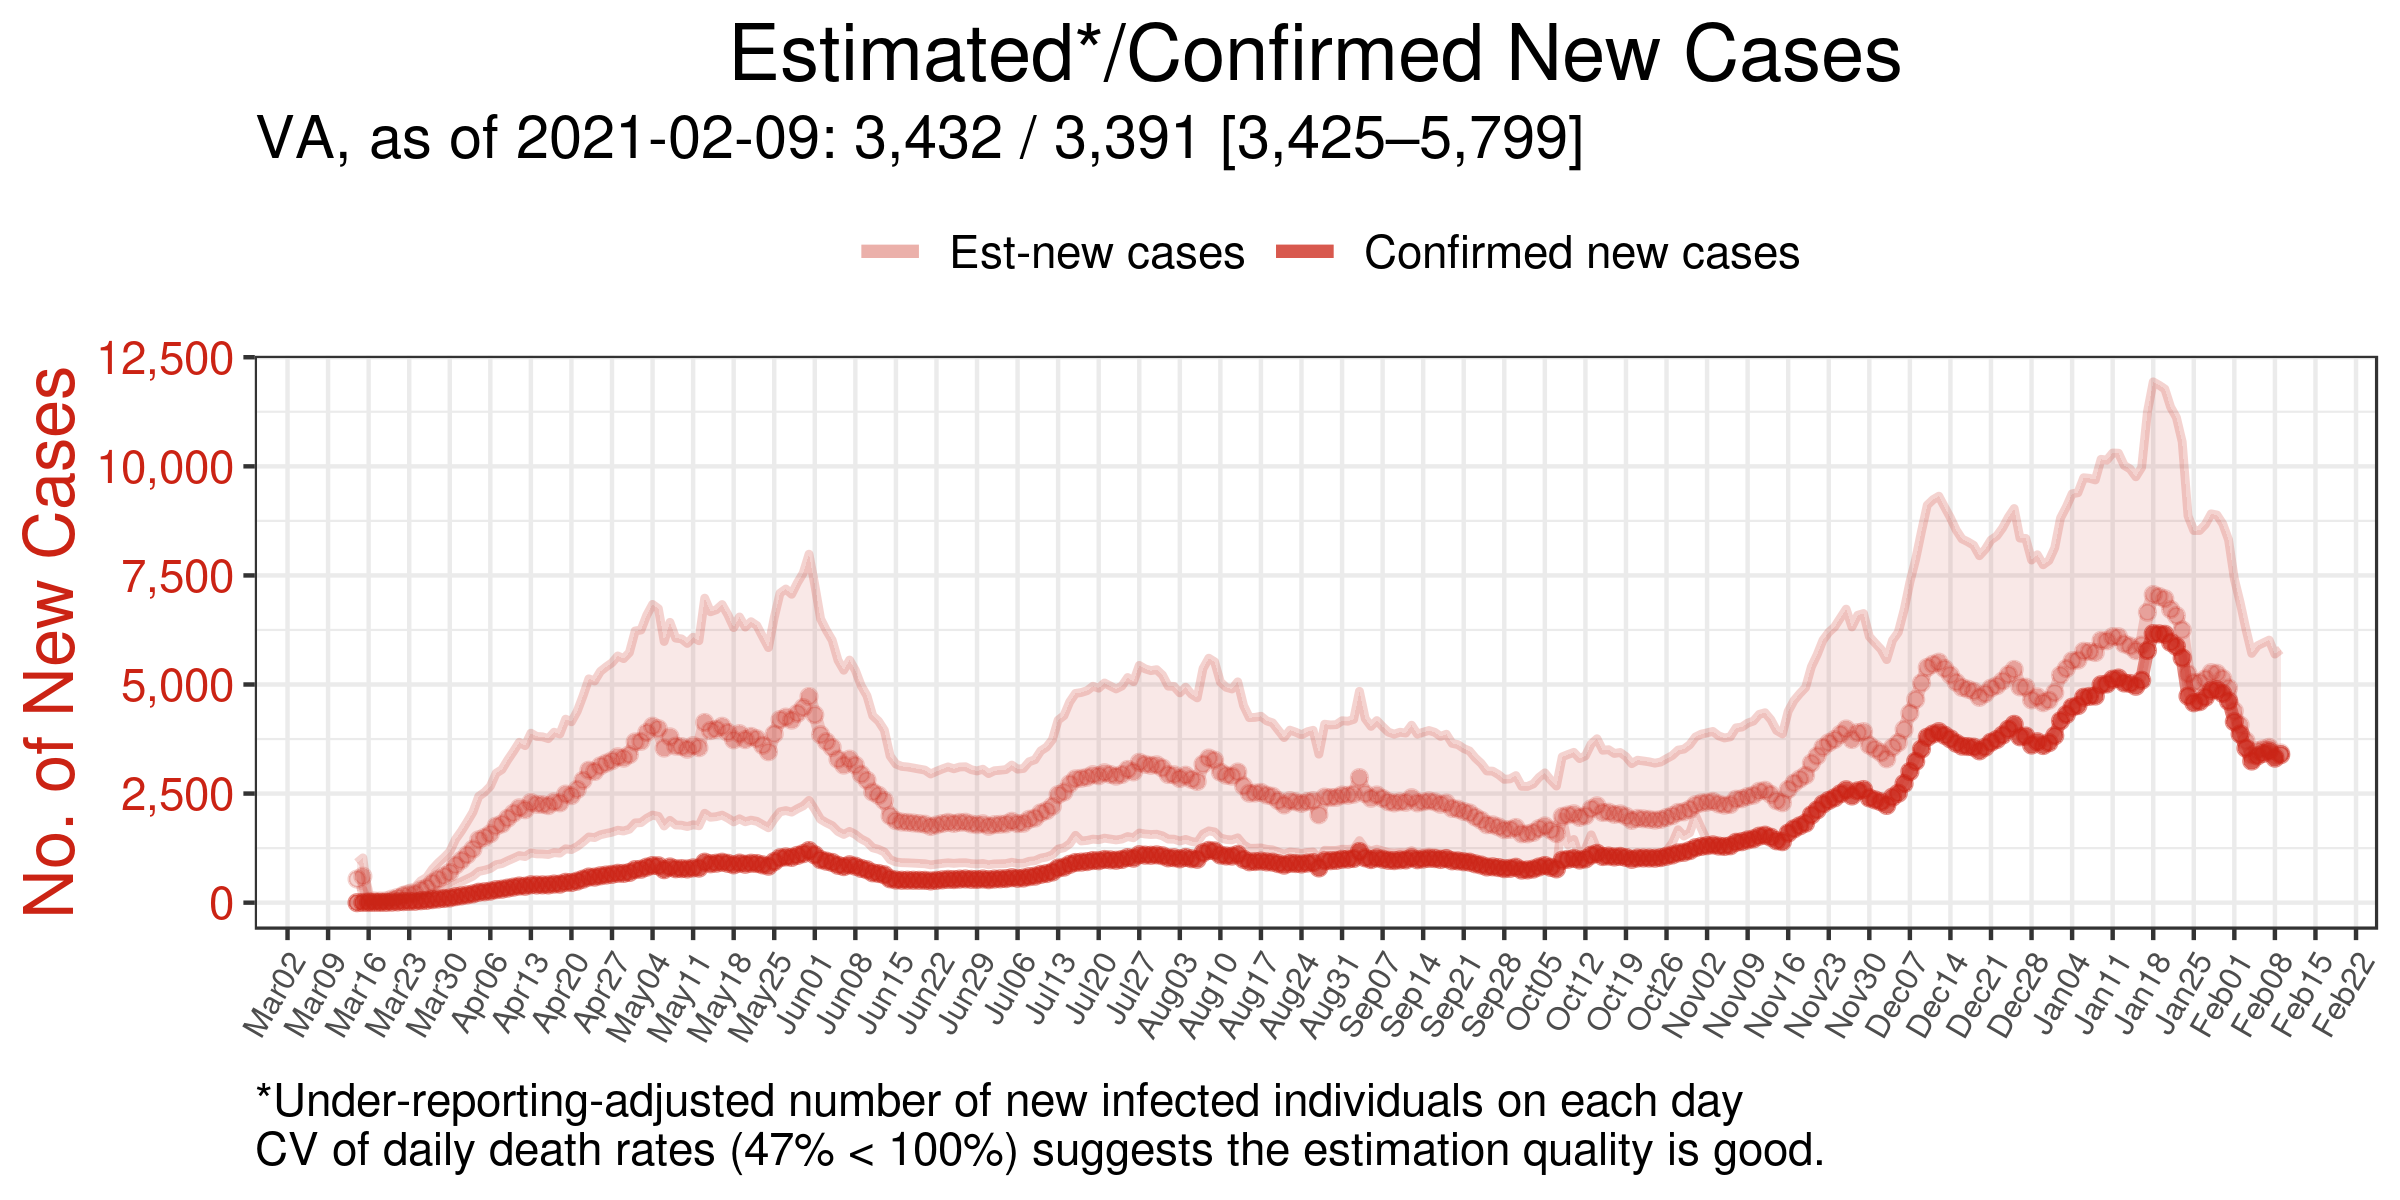 Estimated*/Confirmed New Cases
VA, as of 2021-02-09: 3,432 / 3,391 [3,425–5,799]
Est-new cases
Confirmed new cases
No. of New Cases
12,500
10,000
7,500
5,000
2,500
0
Mar02
Mar09
Mar16
Mar23
Mar30
Apr06
Apr13
Apr20
Apr27
May04
May11
May18
May25
Jun01
Jun08
Jun15
Jun22
Jun29
Jul06
Jul13
Jul20
Jul27
Aug03
Aug10
Aug17
Aug24
Aug31
Sep07
Sep14
Sep21
Sep28
Oct05
Oct12
Oct19
Oct26
Nov02
Nov09
Nov16
Nov23
Nov30
Dec07
Dec14
Dec21
Dec28
Jan04
Jan11
Jan18
Jan25
Feb01
Feb08
Feb15
Feb22
*Under-reporting-adjusted number of new infected individuals on each day
CV of daily death rates (47% < 100%) suggests the estimation quality is good.